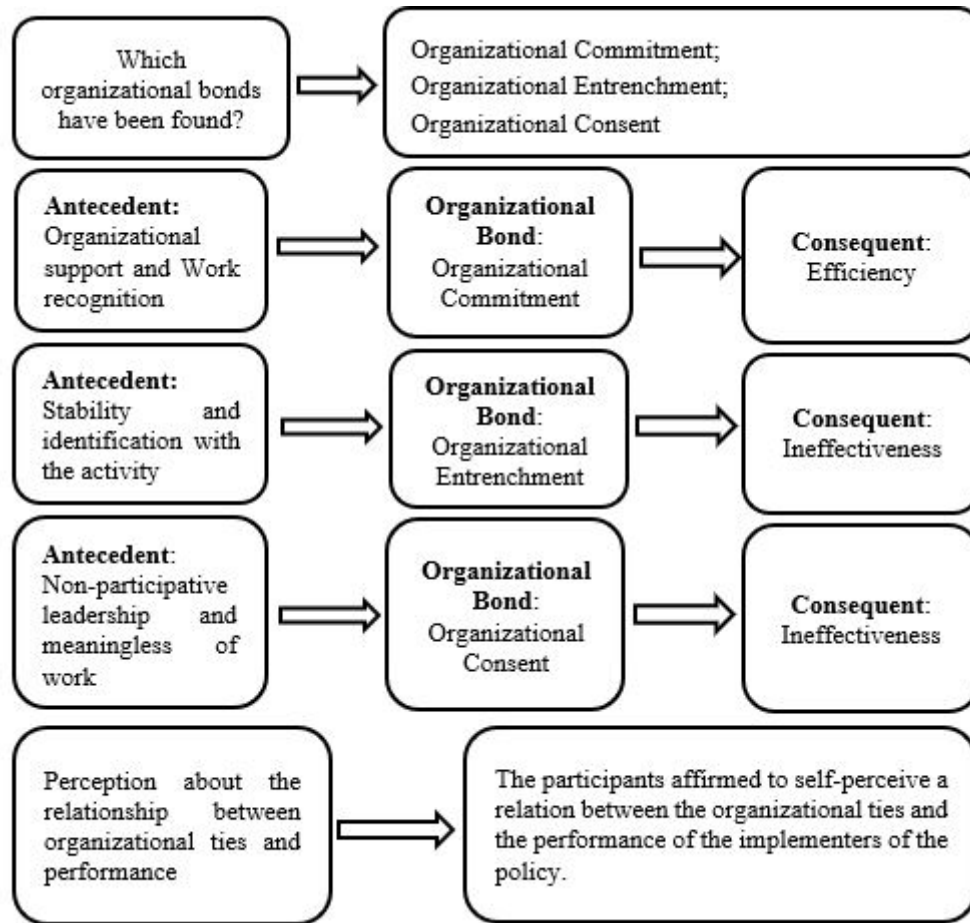 Which
organizational bonds
have been found?
Organizational Commitment;
Organizational Entrenchment;
Organizational Consent
Antecedent:
Organizational
support and Work
recognition
Organizational
Bond:
Organizational
Commitment
Consequent:
Efficiency
Antecedent:
Stability and
identification with
the activity
Organizational
Bond:
Organizational
Entrenchment
Consequent:
Ineffectiveness
Antecedent:
Non-participative
leadership and
meaningless of
work
Organizational
Bond:
Organizational
Consent
Consequent:
Ineffectiveness
Perception about the
relationship between
organizational ties and
performance
The participants affirmed to self-perceive a
relation between the organizational ties and
the performance of the implementers of the
policy.